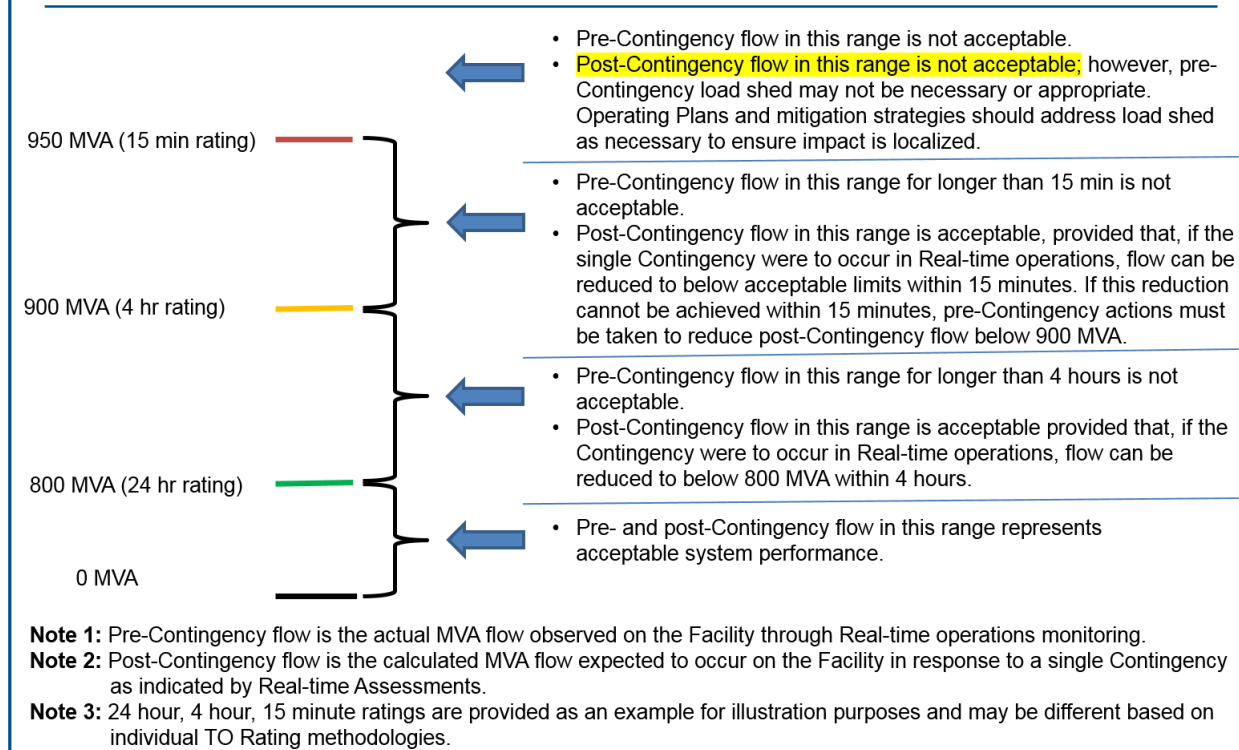 • Pre-Contingency flow in this range is not acceptable.
• Post-Contingency flow in this range is not acceptable; however, pre-
Contingency load shed may not be necessary or appropriate.
Operating Plans and mitigation strategies should address load shed
as necessary to ensure impact is localized.
950 MVA (15 min rating)
• Pre-Contingency flow in this range for longer than 15 min is not
acceptable.
• Post-Contingency flow in this range is acceptable, provided that, if the
single Contingency were to occur in Real-time operations, flow can be
reduced to below acceptable limits within 15 minutes. If this reduction
cannot be achieved within 15 minutes, pre-Contingency actions must
be taken to reduce post-Contingency flow below 900 MVA.
900 MVA (4 hr rating)
• Pre-Contingency flow in this range for longer than 4 hours is not
acceptable.
• Post-Contingency flow in this range is acceptable provided that, if the
Contingency were to occur in Real-time operations, flow can be
reduced to below 800 MVA within 4 hours.
800 MVA (24 hr rating)
• Pre- and post-Contingency flow in this range represents
acceptable system performance.
0 MVA
Note 1: Pre-Contingency flow is the actual MVA flow observed on the Facility through Real-time operations monitoring.
Note 2: Post-Contingency flow is the calculated MVA flow expected to occur on the Facility in response to a single Contingency
as indicated by Real-time Assessments.
Note 3: 24 hour, 4 hour, 15 minute ratings are provided as an example for illustration purposes and may be different based on
individual TO Rating methodologies.